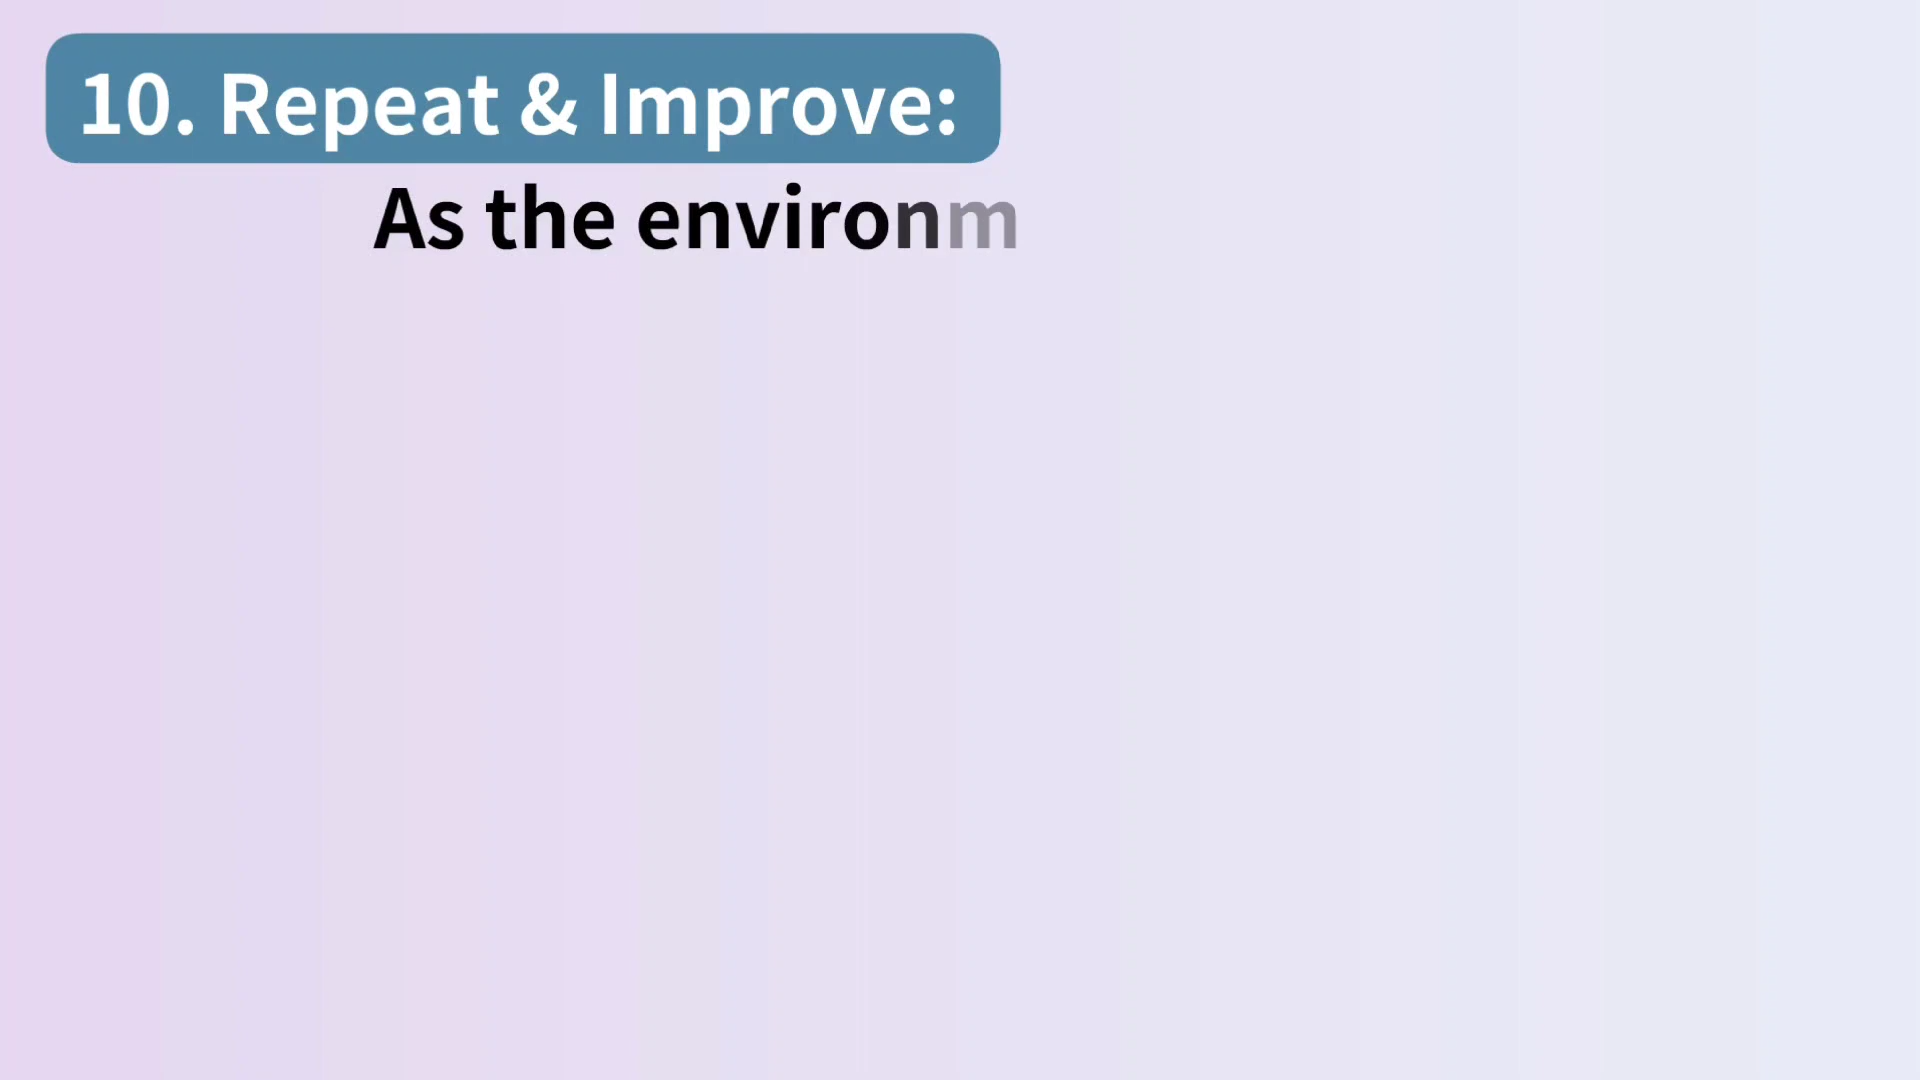 10. Repeat & Improve:
As the environm